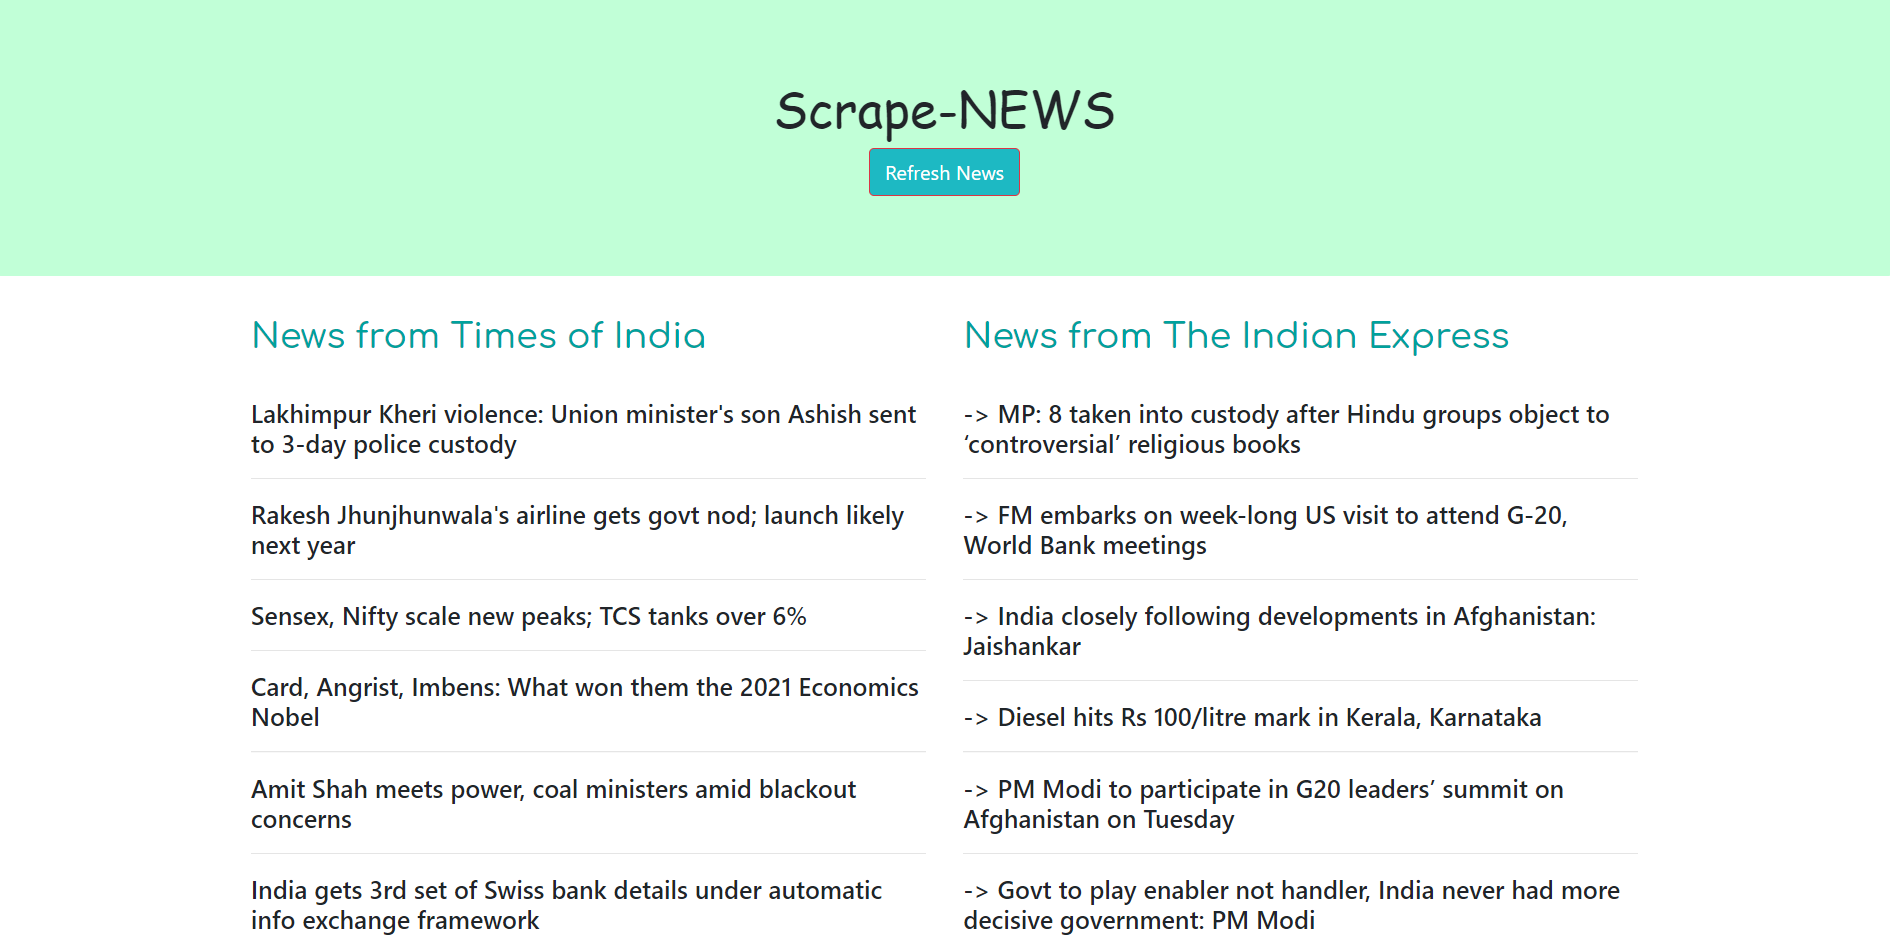 Scrape-NEWS
Refresh News
News from Times of India
Lakhimpur Kheri violence: Union minister's son Ashish sent
to 3-day police custody
Rakesh Jhunjhunwala's airline gets govt nod; launch likely
next year
Sensex, Nifty scale new peaks; TCS tanks over 6%
Card, Angrist, Imbens: What won them the 2021 Economics
Nobel
Amit Shah meets power, coal ministers amid blackout
concerns
India gets 3rd set of Swiss bank details under automatic
info exchange framework
News from The Indian Express
-> MP: 8 taken into custody after Hindu groups object to
‘controversial’ religious books
-> FM embarks on week-long US visit to attend G-20,
World Bank meetings
-> India closely following developments in Afghanistan:
Jaishankar
-> Diesel hits Rs 100/litre mark in Kerala, Karnataka
-> PM Modi to participate in G20 leaders’ summit on
Afghanistan on Tuesday
-> Govt to play enabler not handler, India never had more
decisive government: PM Modi